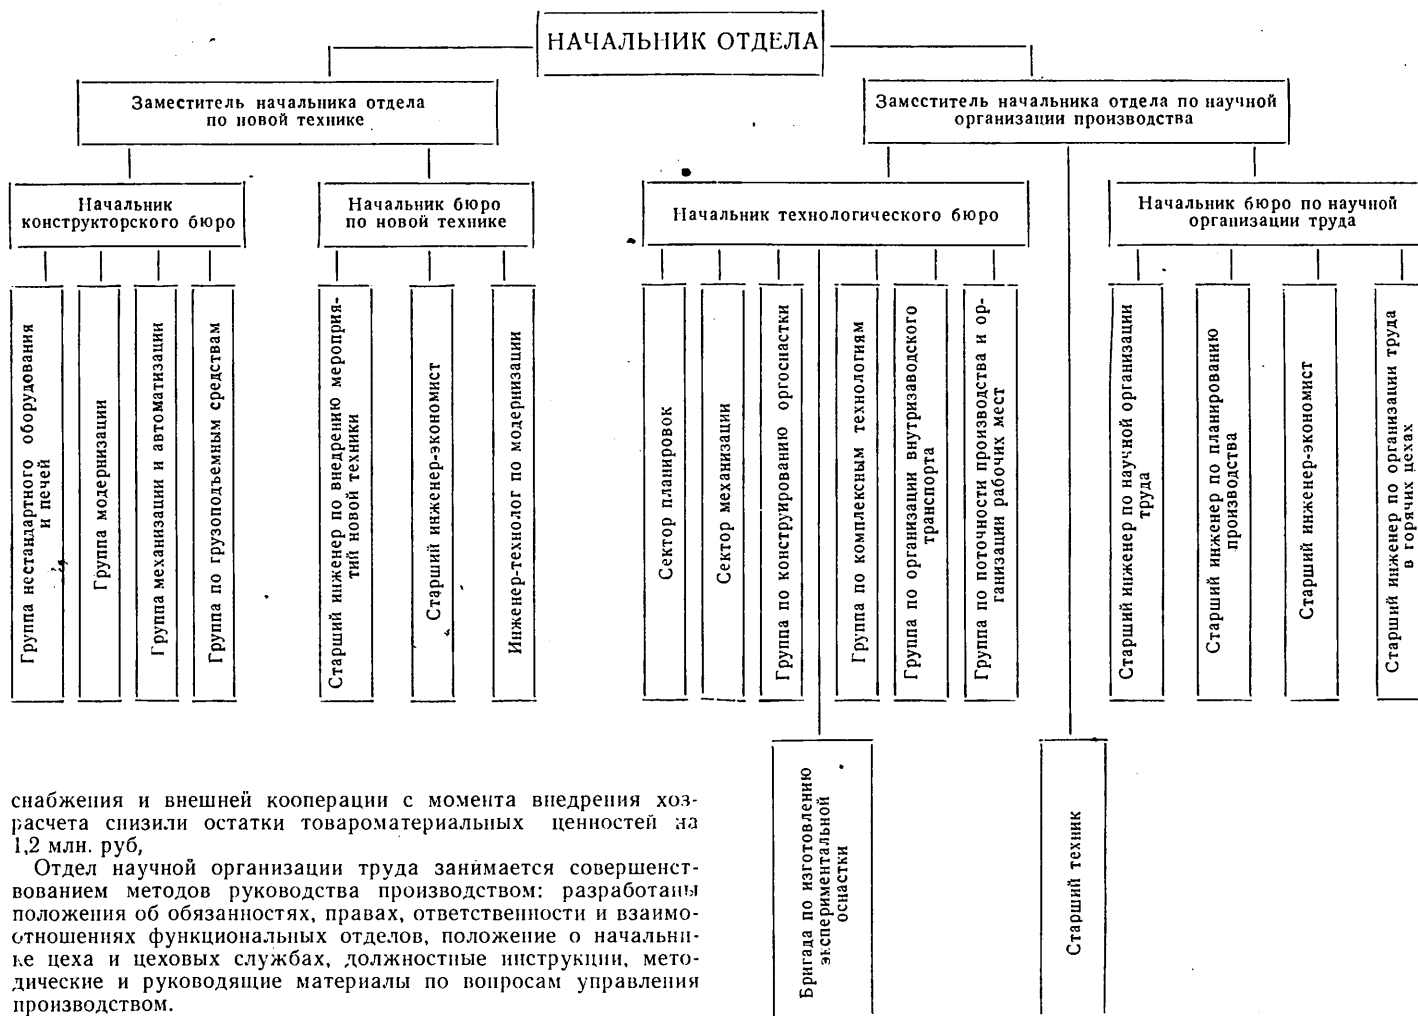 НАЧАЛЬНИК ОТДЕЛА
Заместитель начальника отдела
по новой технике
Заместитель начальника отдела по научной
организации производства
Начальник
конструкторского бюро
Начальник бюро
по новой технике
Начальник технологического бюро
Начальник бюро по научной
организации труда
Группа нестандартного оборудования
и печей
Группа модернизации
Группа механизации и автоматизации
Группа по грузоподъемным средствам
Старший инженер по внедрению мероприя-
тий новой техники
Старший инженер-экономист
Инженер-технолог по модернизации
Сектор планировок
Сектор механизации
Группа по конструированию оргоснастки
Группа по комплексным технологиям
Группа по организации внутризаводского
транспорта
Группа по поточности производства и ор-
ганизации рабочих мест
Старший инженер по научной организации
труда
Старший инженер по планированию
производства
Старший инженер-экономист
Старший инженер по организации труда
в горячих цехах
Бригада по изготовлению
экспериментальной
оснастки
Старший техник
снабжения и внешней кооперации с момента внедрения хоз-
расчета снизили остатки товароматериальных ценностей на
1,2 млн. руб,
Отдел научной организации труда занимается совершенст-
вованием методов руководства производством: разработаны
положения об обязанностях, правах, ответственности и взаимо-
отношениях функциональных отделов, положение о начальни-
ке цеха и цеховых службах, должностные инструкции, мето-
дические и руководящие материалы по вопросам управления
производством.